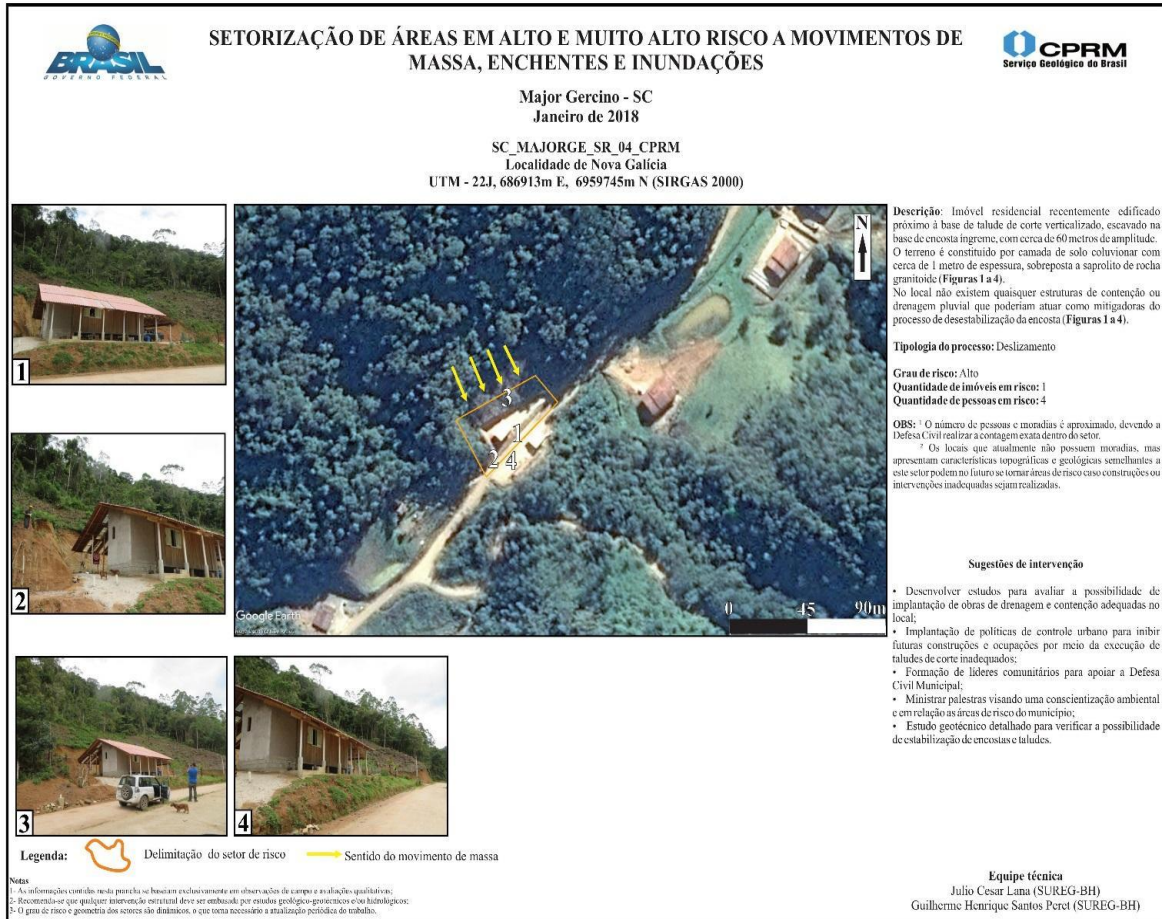 BRASIL
GOVERNO FEDERAL
SETORIZAÇÃO DE ÁREAS EM ALTO E MUITO ALTO RISCO A MOVIMENTOS DE
MASSA, ENCHENTES E INUNDAÇÕES
CPRM
Serviço Geológico do Brasil
Major Gercino - SC
Janeiro de 2018
SC_MAJORGE_SR_04_CPRM
Localidade de Nova Galícia
UTM - 22J, 686913m E, 6959745m N (SIRGAS 2000)
1
2
3
4
N
3
1
2 4
Google Earth
0 45 90m
Descrição: Imóvel residencial recentemente edificado
próximo à base de talude de corte verticalizado, escavado na
base de encosta íngreme, com cerca de 60 metros de amplitude.
O terreno é constituído por camada de solo coluvionar com
cerca de 1 metro de espessura, sobreposta a saprolito de rocha
granitoide (Figuras 1 a 4).
No local não existem quaisquer estruturas de contenção ou
drenagem pluvial que poderiam atuar como mitigadoras do
processo de desestabilização da encosta (Figuras 1 a 4).
Tipologia do processo: Deslizamento
Grau de risco: Alto
Quantidade de imóveis em risco: 1
Quantidade de pessoas em risco: 4
OBS: ¹ O número de pessoas e moradias é aproximado, devendo a
Defesa Civil realizar a contagem exata dentro do setor.
² Os locais que atualmente não possuem moradias, mas
apresentam características topográficas e geológicas semelhantes a
este setor podem no futuro se tornar áreas de risco caso construções ou
intervenções inadequadas sejam realizadas.
Sugestões de intervenção
• Desenvolver estudos para avaliar a possibilidade de
implantação de obras de drenagem e contenção adequadas no
local;
• Implantação de políticas de controle urbano para inibir
futuras construções e ocupações por meio da execução de
taludes de corte inadequados;
• Formação de líderes comunitários para apoiar a Defesa
Civil Municipal;
• Ministrar palestras visando uma conscientização ambiental
e em relação as áreas de risco do município;
• Estudo geotécnico detalhado para verificar a possibilidade
de estabilização de encostas e taludes.
Legenda: Delimitação do setor de risco Sentido do movimento de massa
Notas
1- As informações contidas nesta prancha se baseiam exclusivamente em observações de campo e avaliações qualitativas;
2- Recomenda-se que qualquer intervenção estrutural deve ser embasada por estudos geológico-geotécnicos e/ou hidrológicos;
3- O grau de risco e geometria dos setores são dinâmicos, o que torna necessário a atualização periódica do trabalho.
Equipe técnica
Julio Cesar Lana (SUREG-BH)
Guilherme Henrique Santos Peret (SUREG-BH)